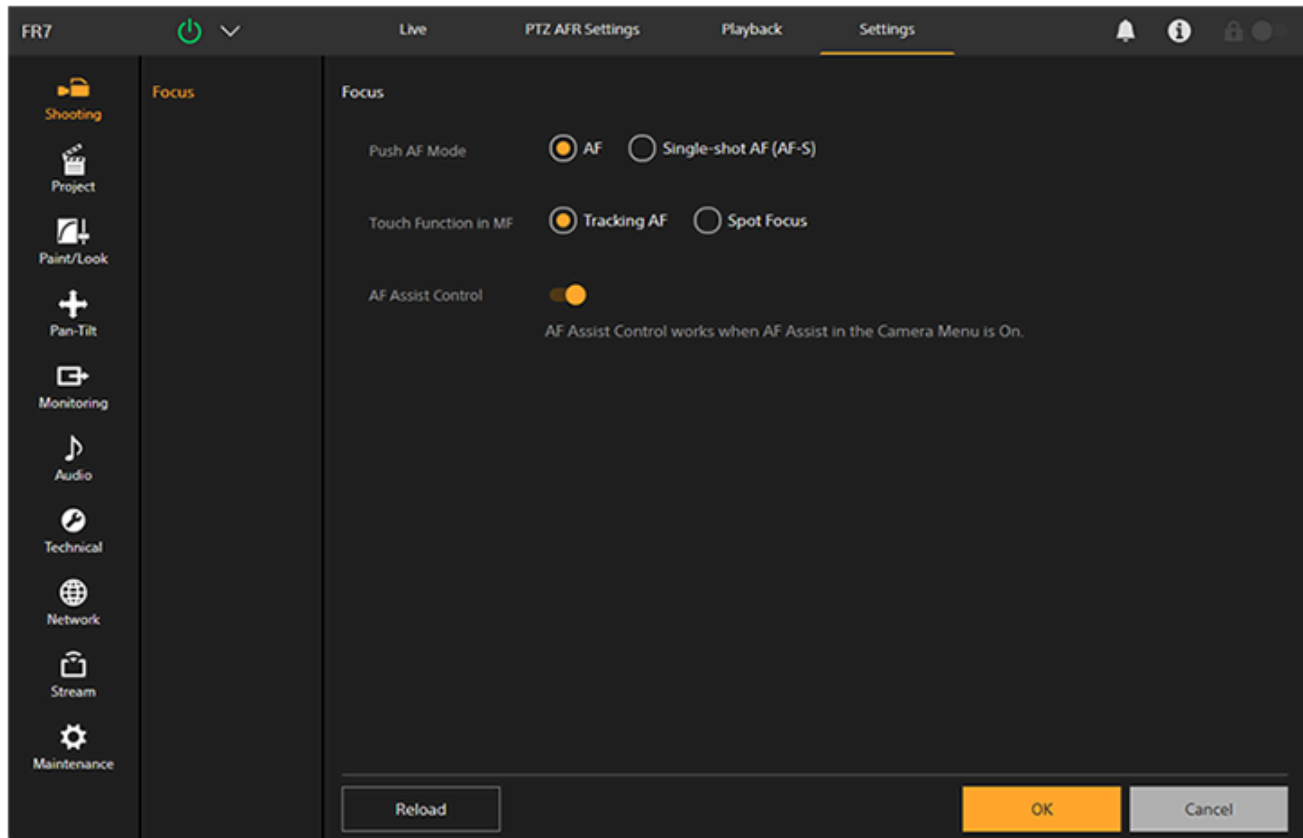 FR7
Live
PTZ AFR Settings
Playback
Settings
Shooting
Project
Paint/Look
Pan-Tilt
Monitoring
Audio
Technical
Network
Stream
Maintenance
Focus
Focus
Push AF Mode
AF
Single-shot AF (AF-S)
Touch Function in MF
Tracking AF
Spot Focus
AF Assist Control
AF Assist Control works when AF Assist in the Camera Menu is On.
Reload
OK
Cancel